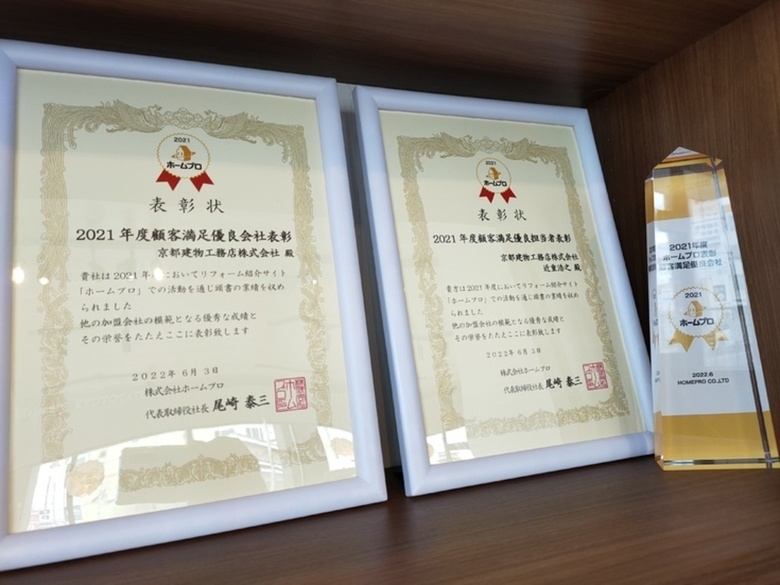 2021
ホームプロ
表彰状
2021年度顧客満足優良会社表彰
京都建物工務店株式会社 殿
貴社は2021年度においてリフォーム紹介サイト
「ホームプロ」での活動を通じ頭書の業績を収め
られました
他の加盟会社の模範となる優秀な成績と
その栄誉をたたえここに表彰致します
2022年6月3日
株式会社ホームプロ
代表取締役社長 尾崎 泰三
2021
ホームプロ
表彰状
2021年度顧客満足優良担当者表彰
京都建物工務店株式会社
近重浩之 殿
貴方は2021年度においてリフォーム紹介サイト
「ホームプロ」での活動を通じ頭書の業績を収め
られました
他の加盟会社の模範となる優秀な成績と
その栄誉をたたえここに表彰致します
2022年6月3日
株式会社ホームプロ
代表取締役社長 尾崎 泰三
2021年度
ホームプロ表彰
顧客満足優良会社
2021
ホームプロ
2022.6
HOMEPRO CO.,LTD